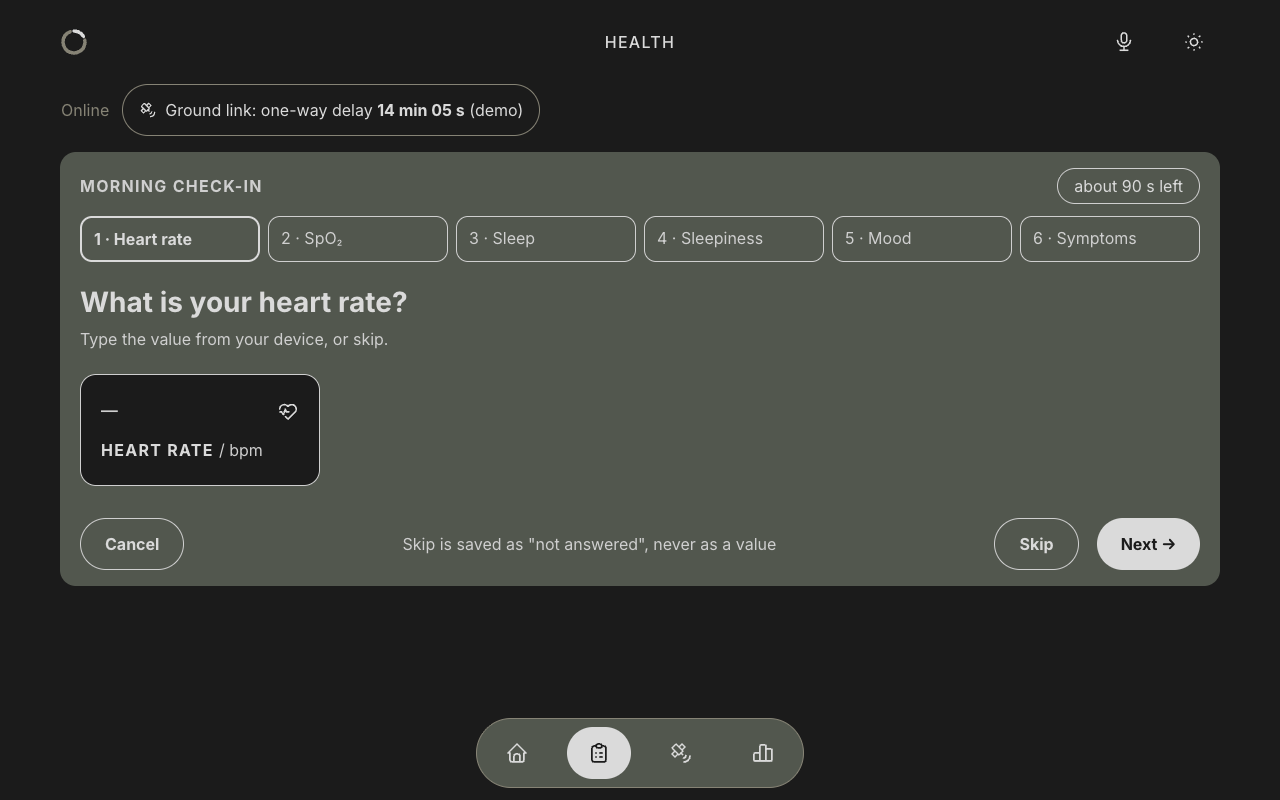 HEALTH
Online
Ground link: one-way delay 14 min 05 s (demo)
MORNING CHECK-IN
about 90 s left
1 · Heart rate
2 · SpO₂
3 · Sleep
4 · Sleepiness
5 · Mood
6 · Symptoms
What is your heart rate?
Type the value from your device, or skip.
—
HEART RATE / bpm
Cancel
Skip is saved as "not answered", never as a value
Skip
Next →